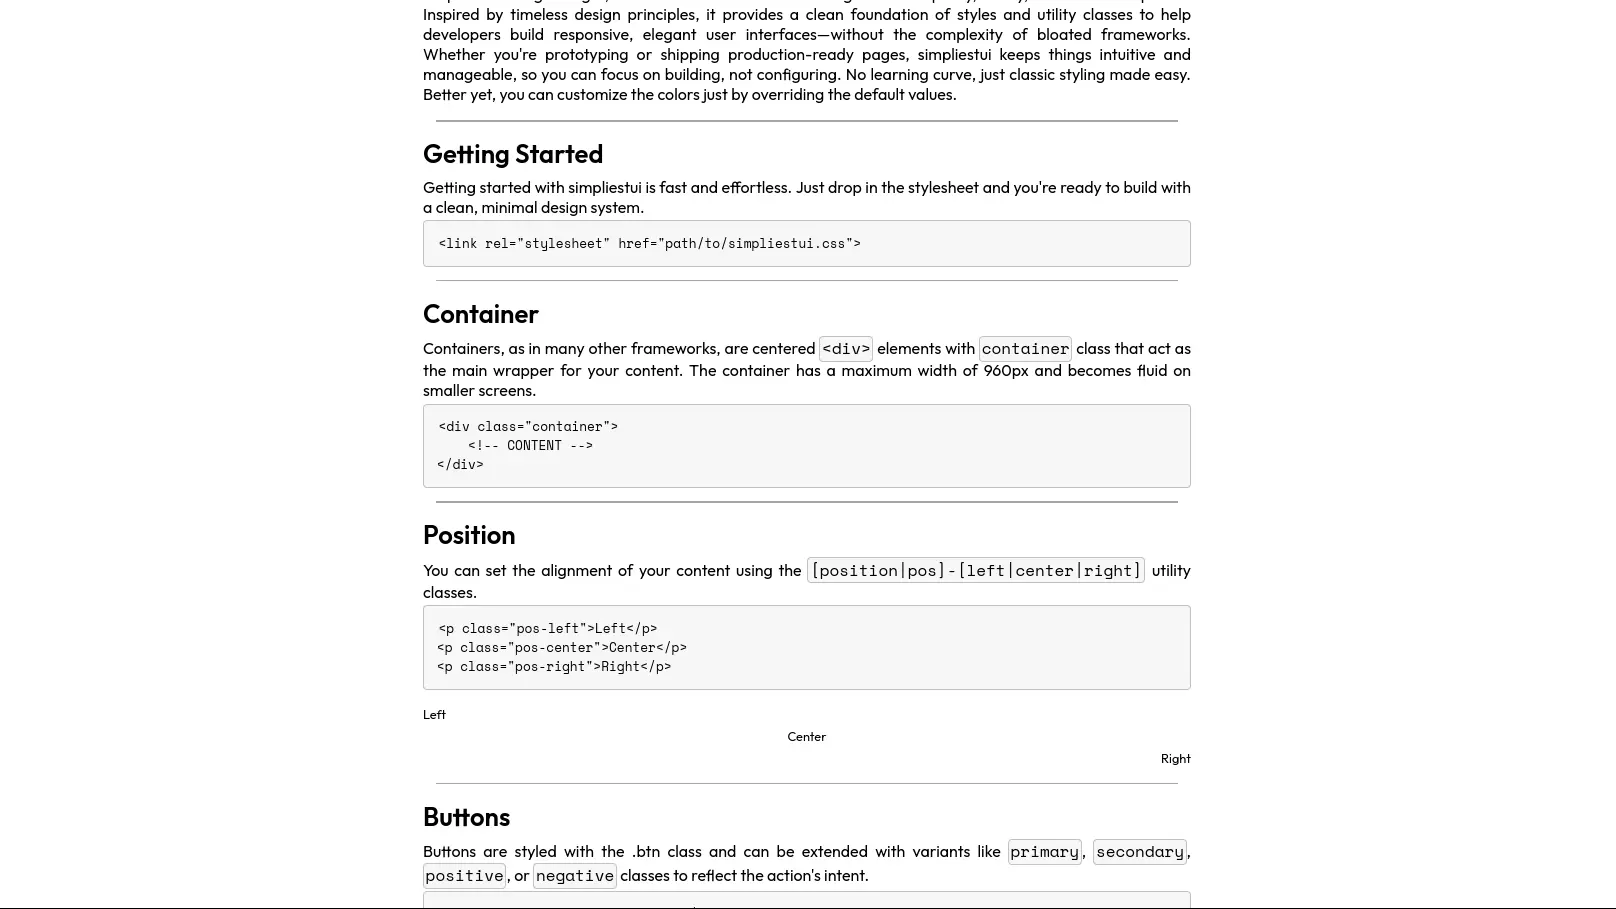 Inspired by timeless design principles, it provides a clean foundation of styles and utility classes to help
developers build responsive, elegant user interfaces—without the complexity of bloated frameworks.
Whether you're prototyping or shipping production-ready pages, simpliestui keeps things intuitive and
manageable, so you can focus on building, not configuring. No learning curve, just classic styling made easy.
Better yet, you can customize the colors just by overriding the default values.
Getting Started
Getting started with simpliestui is fast and effortless. Just drop in the stylesheet and you're ready to build with
a clean, minimal design system.
<link rel="stylesheet" href="path/to/simpliestui.css">
Container
Containers, as in many other frameworks, are centered <div> elements with container class that act as
the main wrapper for your content. The container has a maximum width of 960px and becomes fluid on
smaller screens.
<div class="container">
    <!-- CONTENT -->
</div>
Position
You can set the alignment of your content using the [position|pos]-[left|center|right] utility
classes.
<p class="pos-left">Left</p>
<p class="pos-center">Center</p>
<p class="pos-right">Right</p>
Left
Center
Right
Buttons
Buttons are styled with the .btn class and can be extended with variants like primary, secondary,
positive, or negative classes to reflect the action's intent.